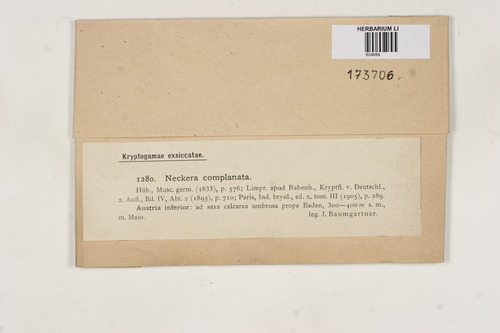 HERBARIUM LI
504684
173706.
Kryptogamae exsiccatae.
1280. Neckera complanata.
Hüb., Musc. germ. (1833), p. 576; Limpr. apud Rabenh., Kryptfl. v. Deutschl.,
2. Aufl., Bd. IV, Abt. 2 (1895), p. 710; Paris, Ind. bryol., ed. 2, tom. III (1905), p. 289.
Austria inferior: ad saxa calcarea umbrosa prope Baden, 300—400 m s. m.,
m. Majo. leg. J. Baumgartner.